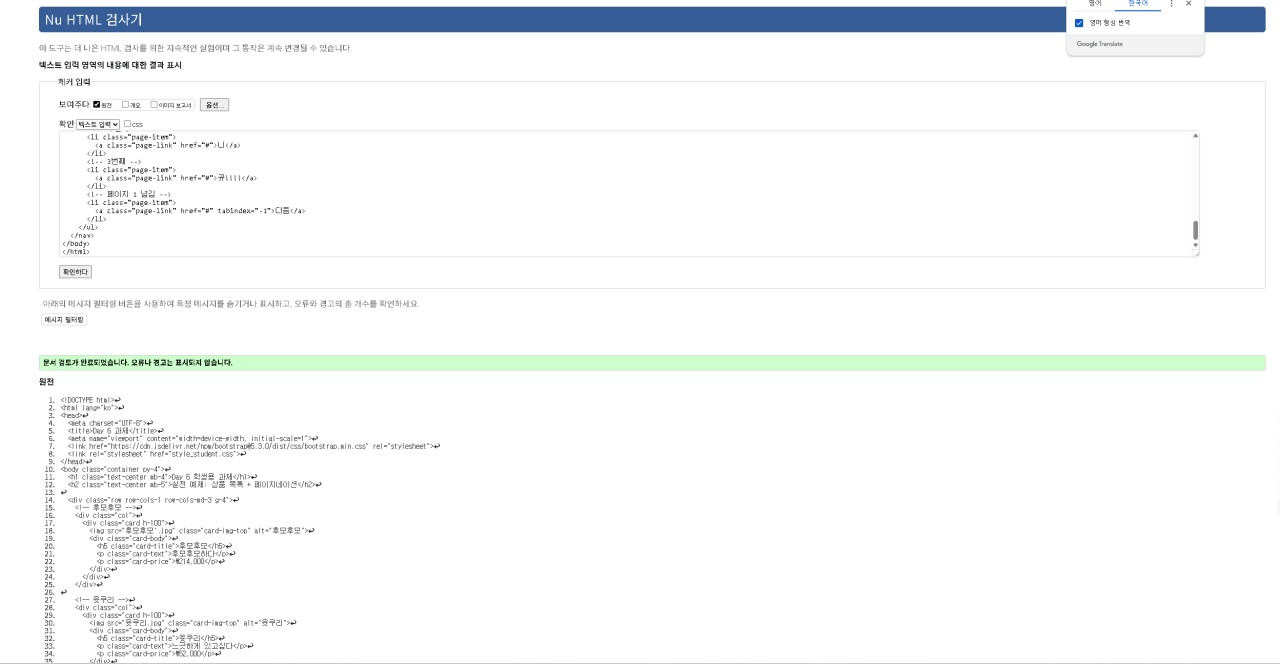 Nu HTML 검사기
영어 한국어
영어 항상 번역
Google Translate
이 도구는 더 나은 HTML 검사를 위한 지속적인 실험이며 그 동작은 계속 변경될 수 있습니다.
텍스트 입력 영역의 내용에 대한 결과 표시
체커 입력
보여주다 원천 개요 이미지 보고서 옵션...
확인 텍스트 입력 css
<li class="page-item">
<a class="page-link" href="#">니</a>
</li>
<!-- 3번째 -->
<li class="page-item">
</li>
<!-- 페이지 1 넘김 -->
<li class="page-item">
<a class="page-link" href="#" tabindex="-1">다음</a>
</li>
</ul>
</nav>
</body>
</html>
확인하다
아래의 메시지 필터링 버튼을 사용하여 특정 메시지를 숨기거나 표시하고, 오류와 경고의 총 개수를 확인하세요.
메시지 필터링
문서 검토가 완료되었습니다. 오류나 경고는 표시되지 않습니다.
원천
1. <!DOCTYPE html>↩
2. <html lang="ko">↩
3. <head>↩
4. <meta charset="UTF-8">↩
5. <title>Day 6 과제</title>↩
6. <meta name="viewport" content="width=device-width, initial-scale=1">↩
7. <link href="https://cdn.jsdelivr.net/npm/bootstrap@5.3.0/dist/css/bootstrap.min.css" rel="stylesheet">↩
8. <link rel="stylesheet" href="style_student.css">↩
9. </head>↩
10. <body class="container py-4">↩
11. <h1 class="text-center mb-4">Day 6 학생용 과제</h1>↩
12. <h2 class="text-center mb-5">실전 예제: 상품 목록 + 페이지네이션</h2>↩
13. ↩
14. <div class="row row-cols-1 row-cols-md-3 g-4">↩
15. <!-- 후모후모 -->↩
16. <div class="col">↩
17. <div class="card h-100">↩
18. <img src="후모후모'.jpg" class="card-img-top" alt="후모후모">↩
19. <div class="card-body">↩
20. <h5 class="card-title">후모후모</h5>↩
21. <p class="card-text">후모후모하다</p>↩
22. <p class="card-price">₩214,000</p>↩
23. </div>↩
24. </div>↩
25. </div>↩
26. ↩
27. <!-- 윳쿠리 -->↩
28. <div class="col">↩
29. <div class="card h-100">↩
30. <img src="윳쿠리.jpg" class="card-img-top" alt="윳쿠리">↩
31. <div class="card-body">↩
32. <h5 class="card-title">윳쿠리</h5>↩
33. <p class="card-text">느긋하게 있고싶다</p>↩
34. <p class="card-price">₩52,000</p>↩
35. </div>↩